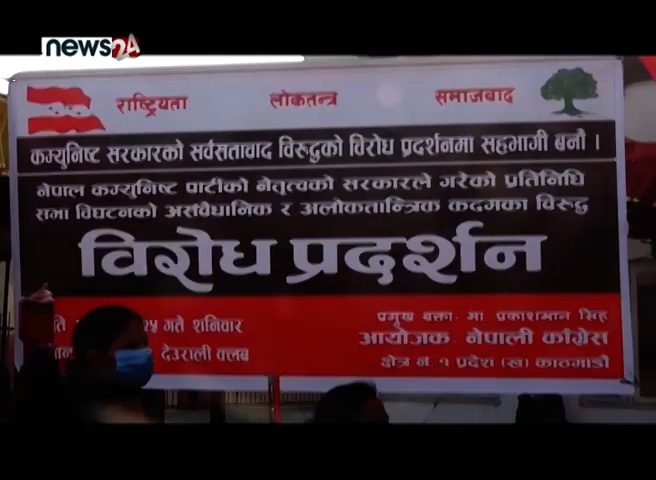 news24
राष्ट्रियता लोकतन्त्र समाजवाद
कम्युनिष्ट सरकारको सर्वसतावाद विरुद्धको विरोध प्रदर्शनमा सहभागी बनौ ।
नेपाल कम्युनिष्ट पार्टीको नेतृत्वको सरकारले गरेको प्रतिनिधि
सभा विघटनको असंवैधानिक र अलोकतान्त्रिक कदमका विरुद्ध
विरोध प्रदर्शन
गते शनिवार
देउराली क्लब
प्रमुख वक्ता मा प्रकाशमान सिंह
आयोजक नेपाली काँग्रेस
क्षेत्र नं. १ प्रदेश (ख) काठमाडौं